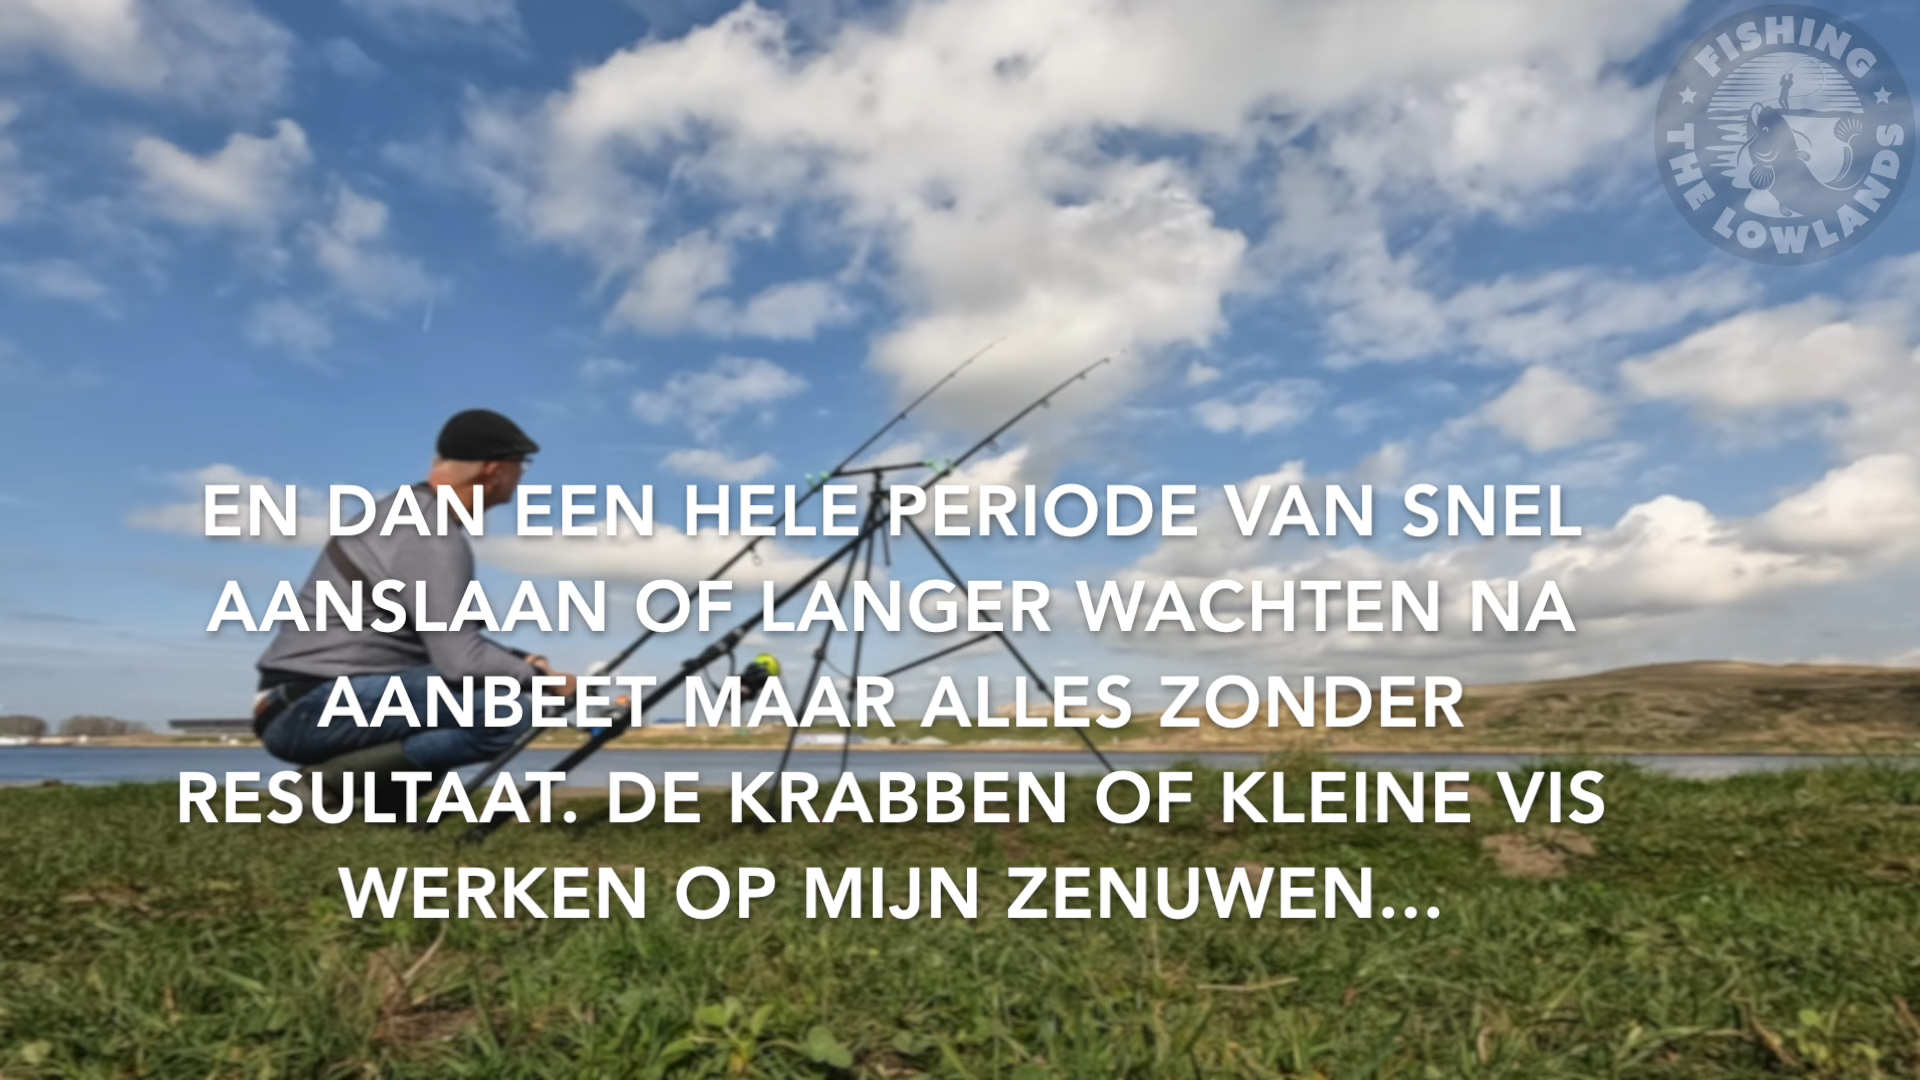 FISHING
THE LOWLANDS
EN DAN EEN HELE PERIODE VAN SNEL
AANSLAAN OF LANGER WACHTEN NA
AANBEET MAAR ALLES ZONDER
RESULTAAT. DE KRABBEN OF KLEINE VIS
WERKEN OP MIJN ZENUWEN...